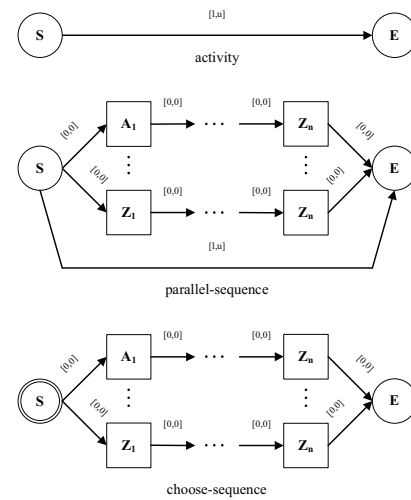 [l,u]
S E
activity
[0,0] [0,0]
[0,0] A₁ ··· Zₙ [0,0]
S E
[0,0] Z₁ [0,0] ··· [0,0] Zₙ [0,0]
[l,u]
parallel-sequence
[0,0] [0,0]
[0,0] A₁ ··· Zₙ [0,0]
S E
[0,0] Z₁ [0,0] ··· [0,0] Zₙ [0,0]
choose-sequence